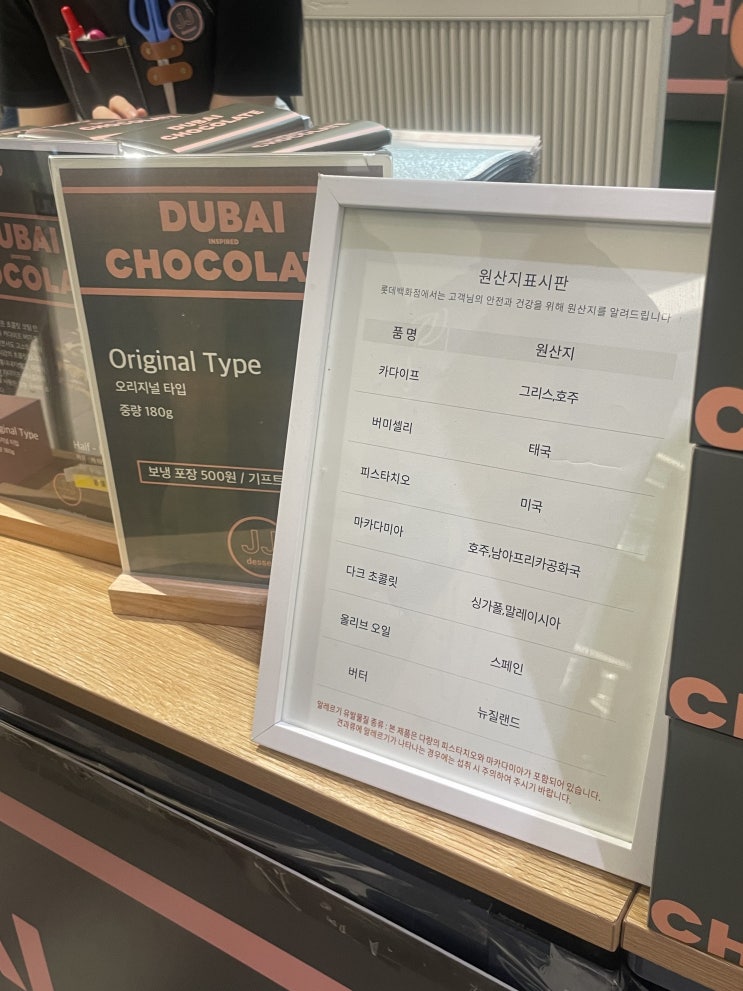 DUBAI
CHOCOLATE
DUBAI
INSPIRED
CHOCOLAT
Original Type
오리지널 타입
중량 180g
보냉 포장 500원 / 기프트
JJ
원산지표시판
롯데백화점에서는 고객님의 안전과 건강을 위해 원산지를 알려드립니다
품명 원산지
카다이프 그리스,호주
버미셀리 태국
피스타치오 미국
마카다미아 호주,남아프리카공화국
다크 초콜릿 싱가폴,말레이시아
올리브 오일 스페인
버터 뉴질랜드
알레르기 유발물질 종류 : 본 제품은 다량의 피스타치오와 마카다미아가 포함되어 있습니다.
견과류에 알레르기가 나타나는 경우에는 섭취 시 주의하여 주시기 바랍니다.
CH
C
CH
CH